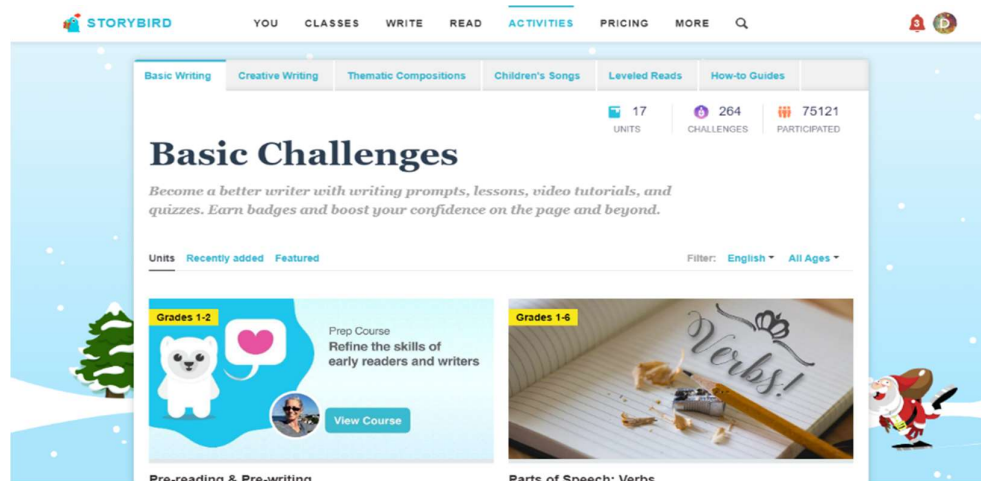 STORYBIRD
YOU CLASSES WRITE READ ACTIVITIES PRICING MORE
3
D
Basic Writing Creative Writing Thematic Compositions Children's Songs Leveled Reads How-to Guides
17 264 75121
UNITS CHALLENGES PARTICIPATED
Basic Challenges
Become a better writer with writing prompts, lessons, video tutorials, and
quizzes. Earn badges and boost your confidence on the page and beyond.
Units Recently added Featured Filter: English All Ages
Grades 1-2
Prep Course
Refine the skills of
early readers and writers
View Course
Grades 1-6
Verbs!
Pre-reading & Pre-writing Parts of Speech: Verbs